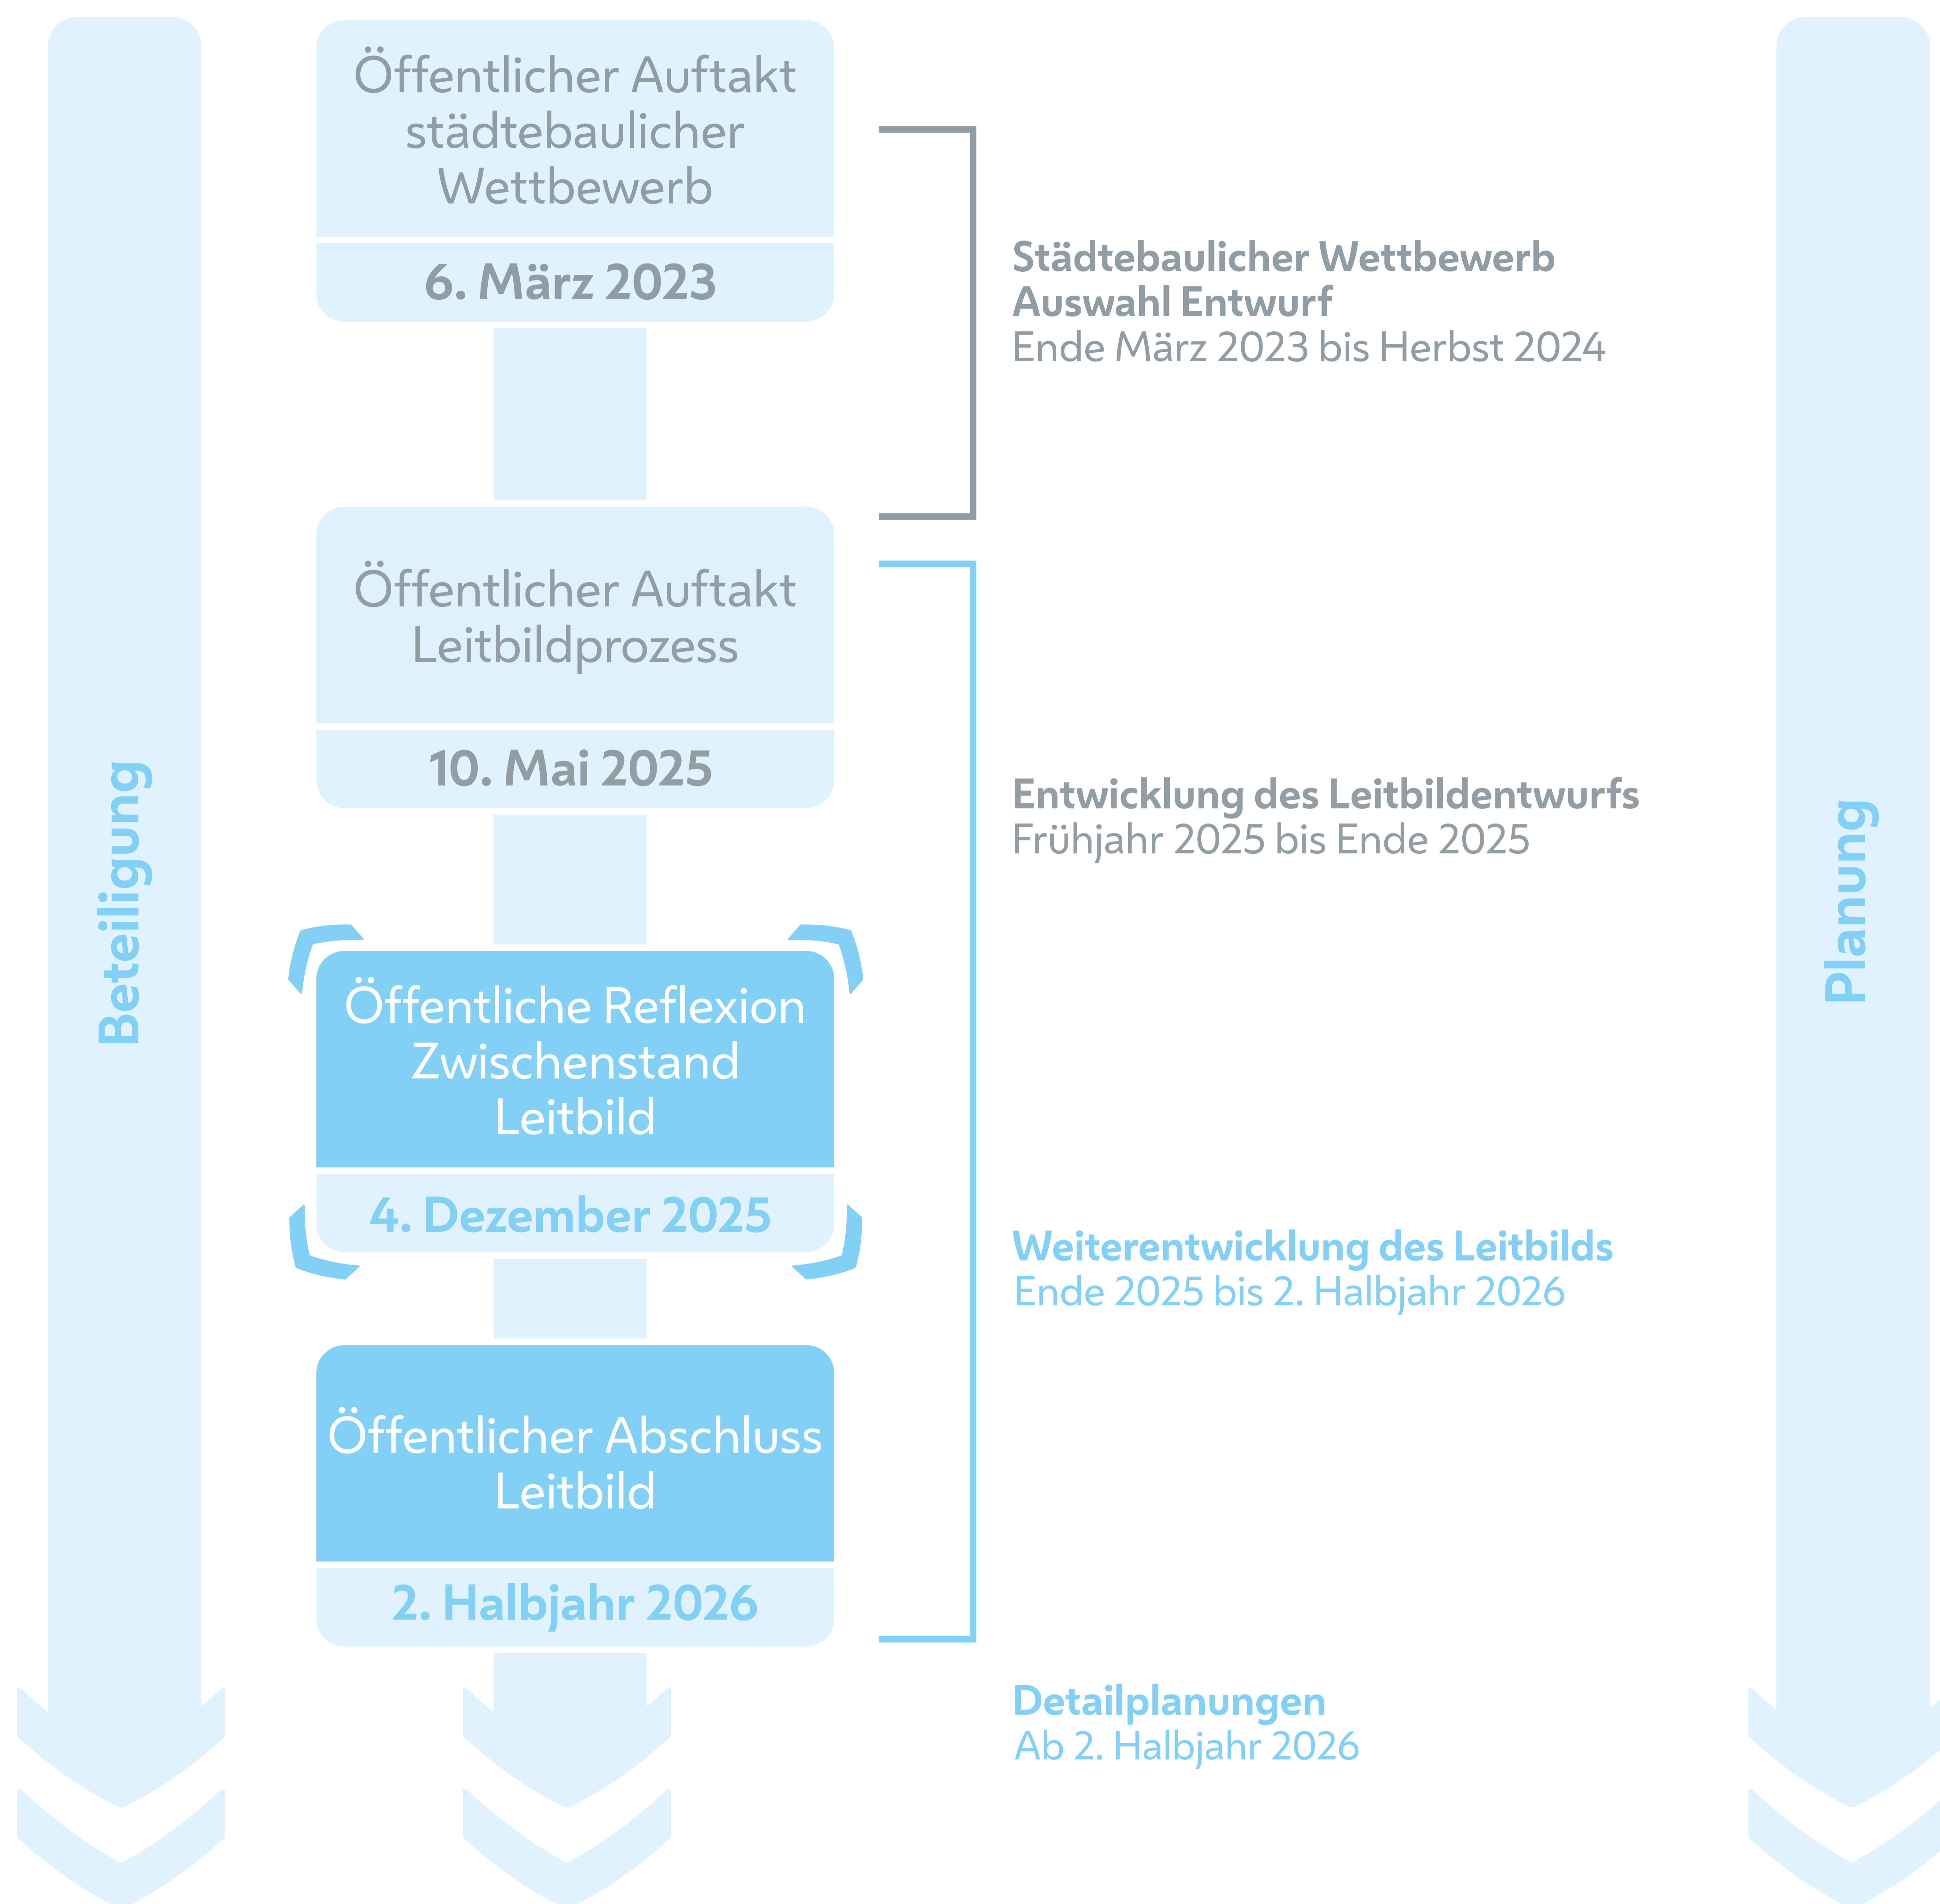 Öffentlicher Auftakt
städtebaulicher
Wettbewerb
6. März 2023
Städtebaulicher Wettbewerb
Auswahl Entwurf
Ende März 2023 bis Herbst 2024
Öffentlicher Auftakt
Leitbildprozess
10. Mai 2025
Entwicklung des Leitbildentwurfs
Frühjahr 2025 bis Ende 2025
Beteiligung
Planung
Öffentliche Reflexion
Zwischenstand
Leitbild
4. Dezember 2025
Weiterentwicklung des Leitbilds
Ende 2025 bis 2. Halbjahr 2026
Öffentlicher Abschluss
Leitbild
2. Halbjahr 2026
Detailplanungen
Ab 2. Halbjahr 2026